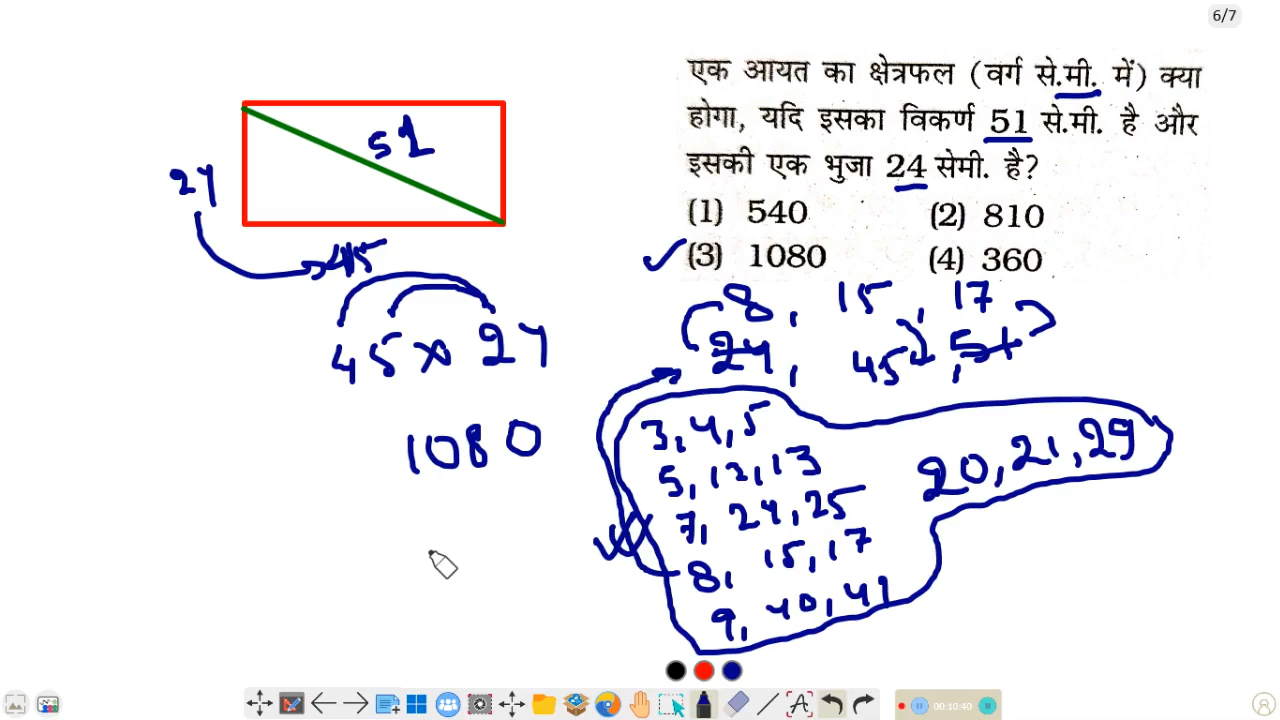 6/7
एक आयत का क्षेत्रफल (वर्ग से.मी. में) क्या
होगा, यदि इसका विकर्ण 51 से.मी. है और
इसकी एक भुजा 24 सेमी. है?
(1) 540 (2) 810
(3) 1080 (4) 360
51
24
45
45 × 24
1080
8, 15, 17
24, 45, 51
3, 4, 5
5, 12, 13
7, 24, 25
8, 15, 17
9, 40, 41
20, 21, 29
00:10:40